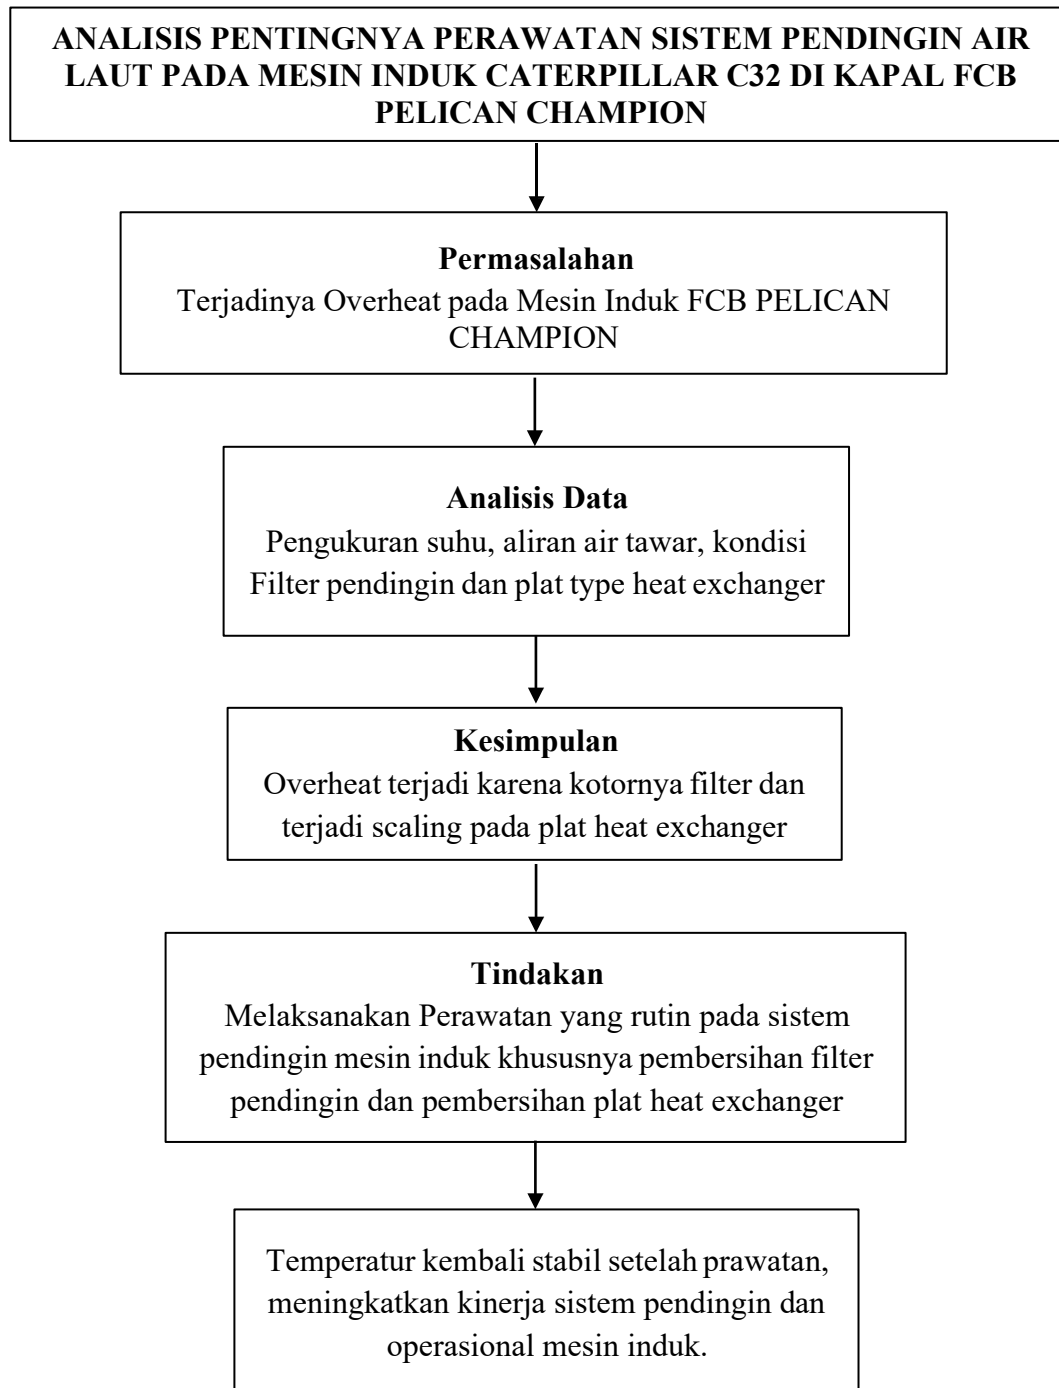 ANALISIS PENTINGNYA PERAWATAN SISTEM PENDINGIN AIR
LAUT PADA MESIN INDUK CATERPILLAR C32 DI KAPAL FCB
PELICAN CHAMPION
Permasalahan
Terjadinya Overheat pada Mesin Induk FCB PELICAN
CHAMPION
Analisis Data
Pengukuran suhu, aliran air tawar, kondisi
Filter pendingin dan plat type heat exchanger
Kesimpulan
Overheat terjadi karena kotornya filter dan
terjadi scaling pada plat heat exchanger
Tindakan
Melaksanakan Perawatan yang rutin pada sistem
pendingin mesin induk khususnya pembersihan filter
pendingin dan pembersihan plat heat exchanger
Temperatur kembali stabil setelah prawatan,
meningkatkan kinerja sistem pendingin dan
operasional mesin induk.